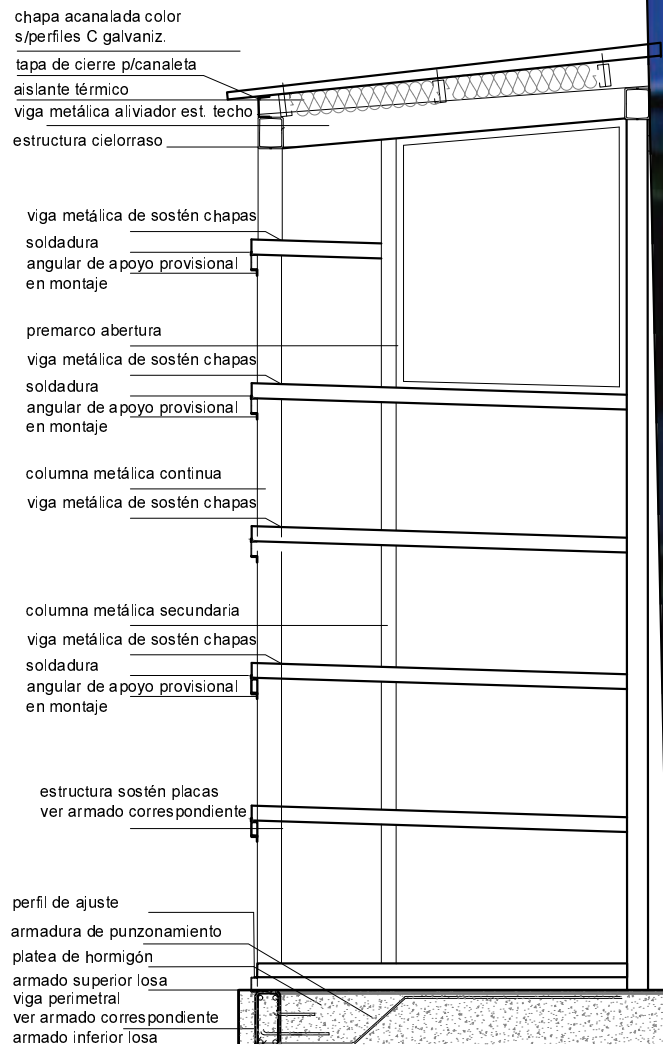 chapa acanalada color
s/perfiles C galvaniz.
tapa de cierre p/canaleta
aislante térmico
viga metálica aliviador est. techo
estructura cielorraso
viga metálica de sostén chapas
soldadura
angular de apoyo provisional
en montaje
premarco abertura
viga metálica de sostén chapas
soldadura
angular de apoyo provisional
en montaje
columna metálica continua
viga metálica de sostén chapas
columna metálica secundaria
viga metálica de sostén chapas
soldadura
angular de apoyo provisional
en montaje
estructura sostén placas
ver armado correspondiente
perfil de ajuste
armadura de punzonamiento
platea de hormigón
armado superior losa
viga perimetral
ver armado correspondiente
armado inferior losa